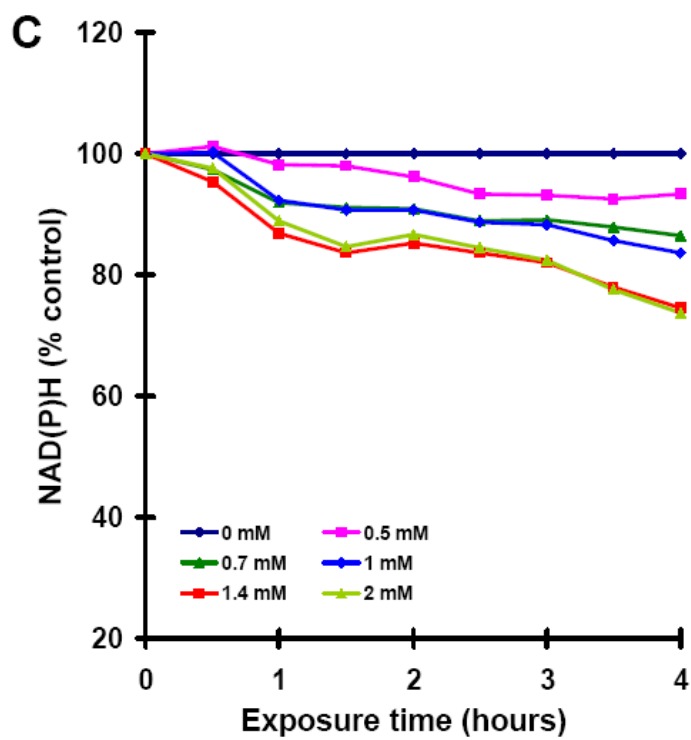 C
120
100
80
60
40
20
NAD(P)H (% control)
0 mM 0.5 mM
0.7 mM 1 mM
1.4 mM 2 mM
0 1 2 3 4
Exposure time (hours)